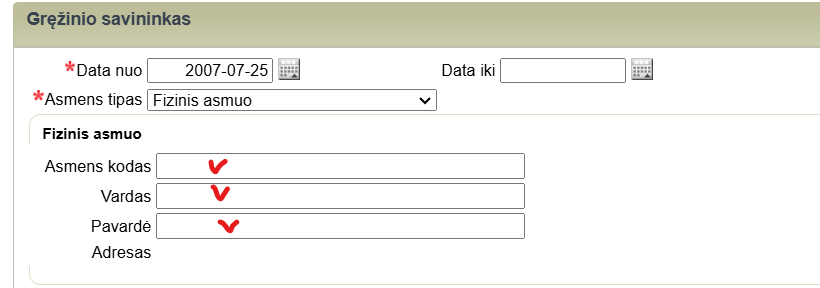 Gręžinio savininkas
*Data nuo 2007-07-25 Data iki
*Asmens tipas Fizinis asmuo
Fizinis asmuo
Asmens kodas
Vardas
Pavardė
Adresas